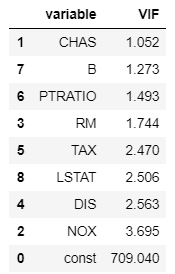 variable VIF
1 CHAS 1.052
7 B 1.273
6 PTRATIO 1.493
3 RM 1.744
5 TAX 2.470
8 LSTAT 2.506
4 DIS 2.563
2 NOX 3.695
0 const 709.040